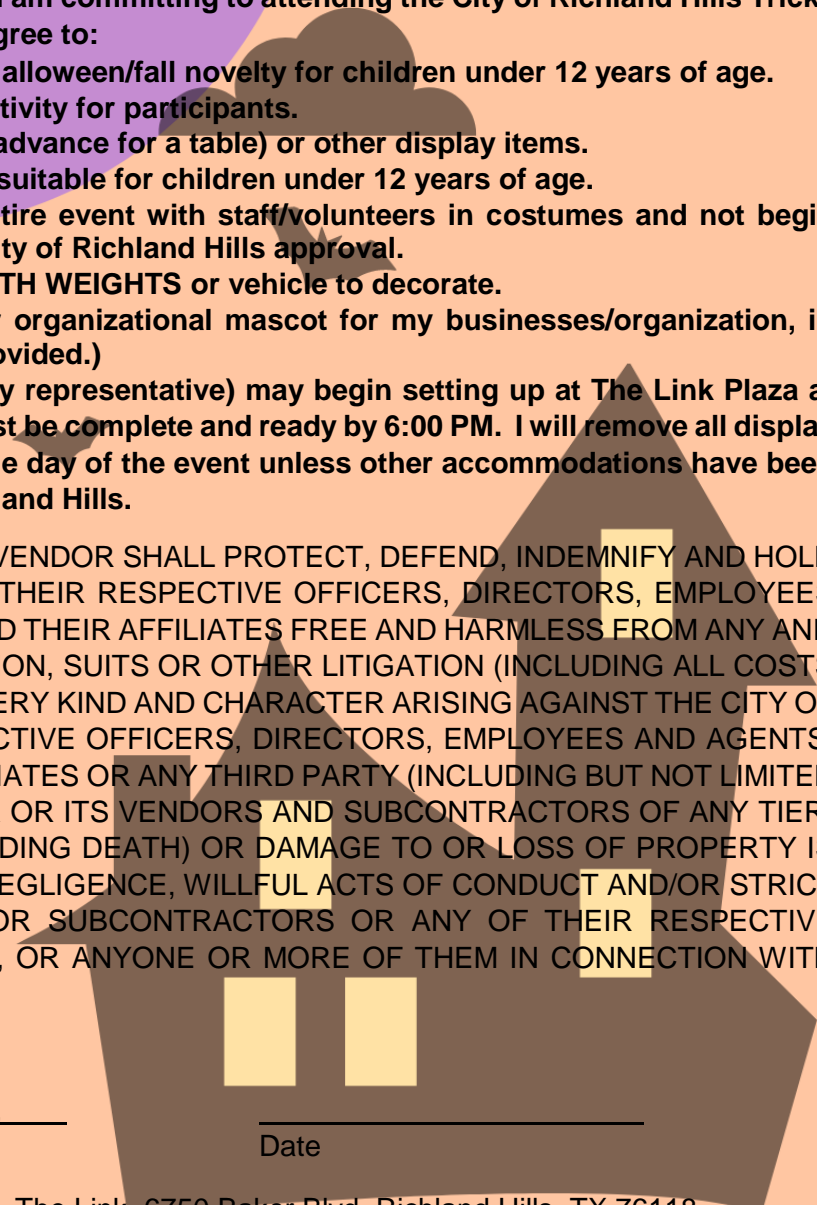 I am committing to attending the City of Richland Hills Trick
gree to:
alloween/fall novelty for children under 12 years of age.
tivity for participants.
advance for a table) or other display items.
suitable for children under 12 years of age.
tire event with staff/volunteers in costumes and not begi
ty of Richland Hills approval.
TH WEIGHTS or vehicle to decorate.
organizational mascot for my businesses/organization, i
ovided.)
y representative) may begin setting up at The Link Plaza a
st be complete and ready by 6:00 PM. I will remove all displa
e day of the event unless other accommodations have bee
and Hills.
VENDOR SHALL PROTECT, DEFEND, INDEMNIFY AND HOL
THEIR RESPECTIVE OFFICERS, DIRECTORS, EMPLOYEE
D THEIR AFFILIATES FREE AND HARMLESS FROM ANY AN
ON, SUITS OR OTHER LITIGATION (INCLUDING ALL COST
ERY KIND AND CHARACTER ARISING AGAINST THE CITY O
CTIVE OFFICERS, DIRECTORS, EMPLOYEES AND AGENTS
IATES OR ANY THIRD PARTY (INCLUDING BUT NOT LIMITE
OR ITS VENDORS AND SUBCONTRACTORS OF ANY TIER
DING DEATH) OR DAMAGE TO OR LOSS OF PROPERTY I
EGLIGENCE, WILLFUL ACTS OF CONDUCT AND/OR STRIC
OR SUBCONTRACTORS OR ANY OF THEIR RESPECTIV
, OR ANYONE OR MORE OF THEM IN CONNECTION WIT
Date
The Link, 6750 Baker Blvd, Richland Hills, TX 76118